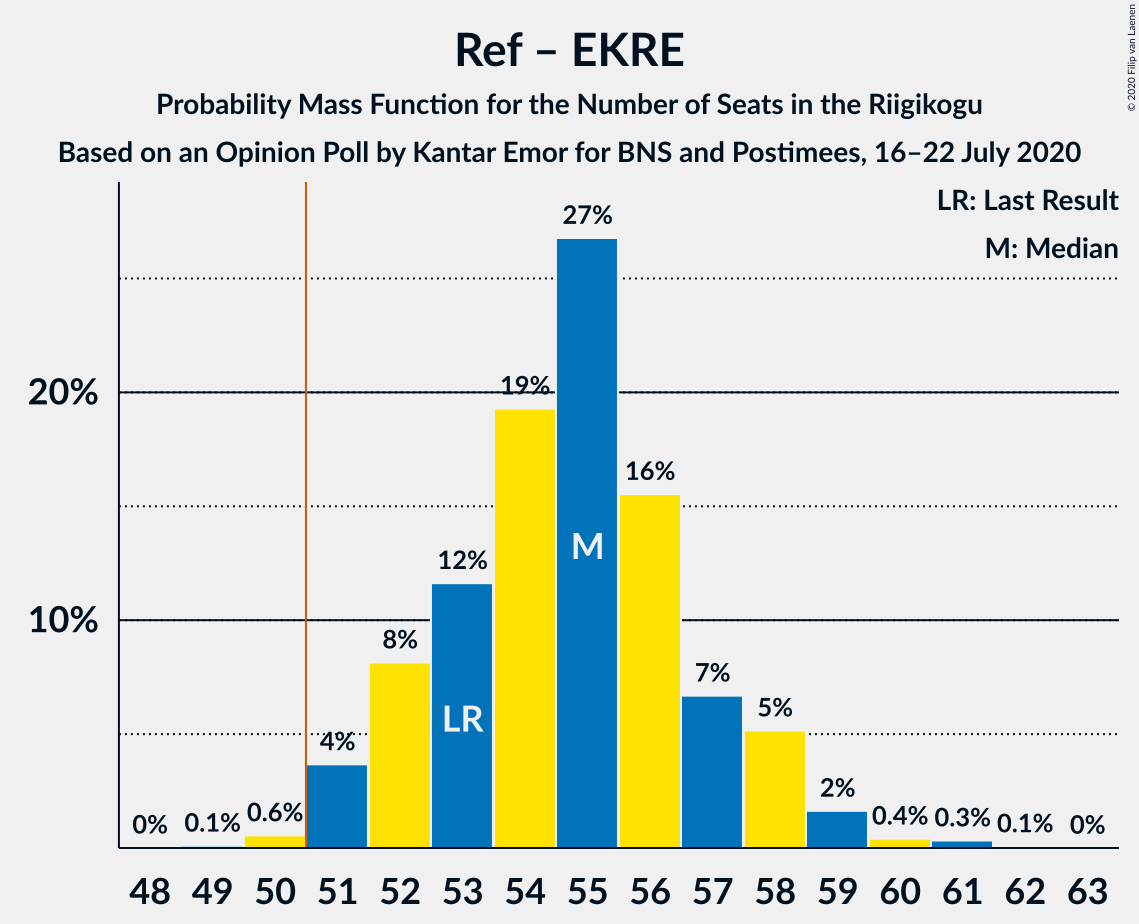 Ref – EKRE
Probability Mass Function for the Number of Seats in the Riigikogu
Based on an Opinion Poll by Kantar Emor for BNS and Postimees, 16–22 July 2020
© 2020 Filip van Laenen
LR: Last Result
M: Median
27%
20%
19%
16%
M
12%
10%
8%
7%
LR
5%
4%
2%
0% 0.1% 0.6% 0.4% 0.3% 0.1% 0%
48 49 50 51 52 53 54 55 56 57 58 59 60 61 62 63